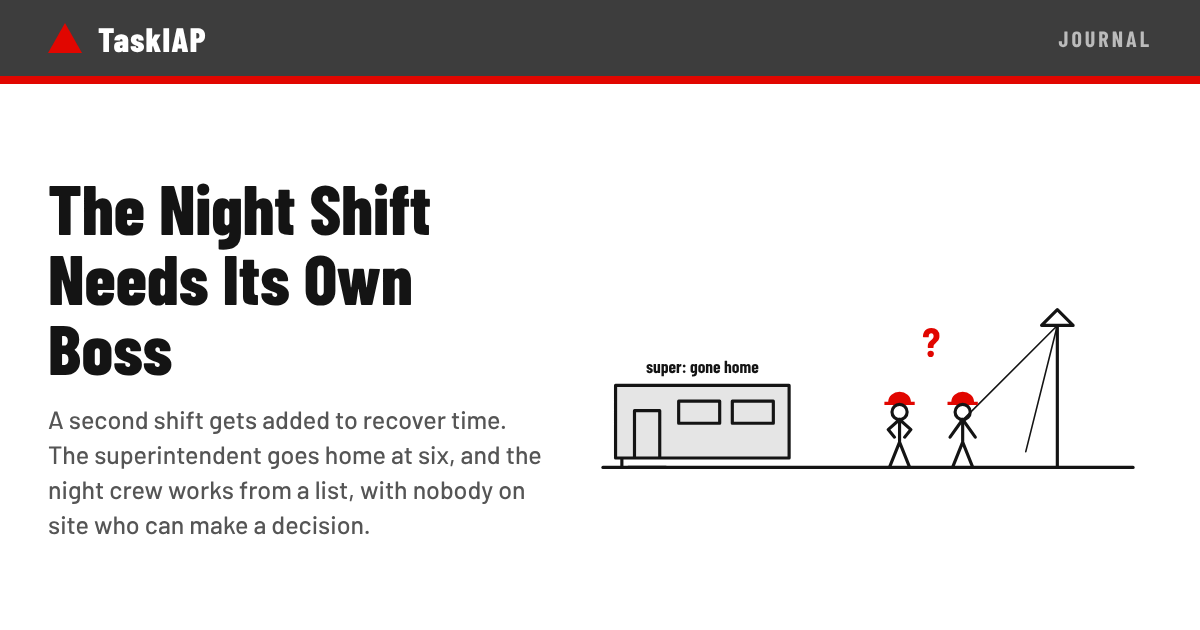 TaskIAP
JOURNAL
The Night Shift
Needs Its Own
Boss
A second shift gets added to recover time.
The superintendent goes home at six, and the
night crew works from a list, with nobody on
site who can make a decision.
?
super: gone home